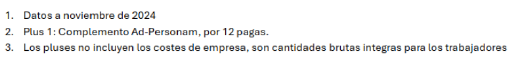 1. Datos a noviembre de 2024
2. Plus 1: Complemento Ad-Personam, por 12 pagas.
3. Los pluses no incluyen los costes de empresa, son cantidades brutas integras para los trabajadores